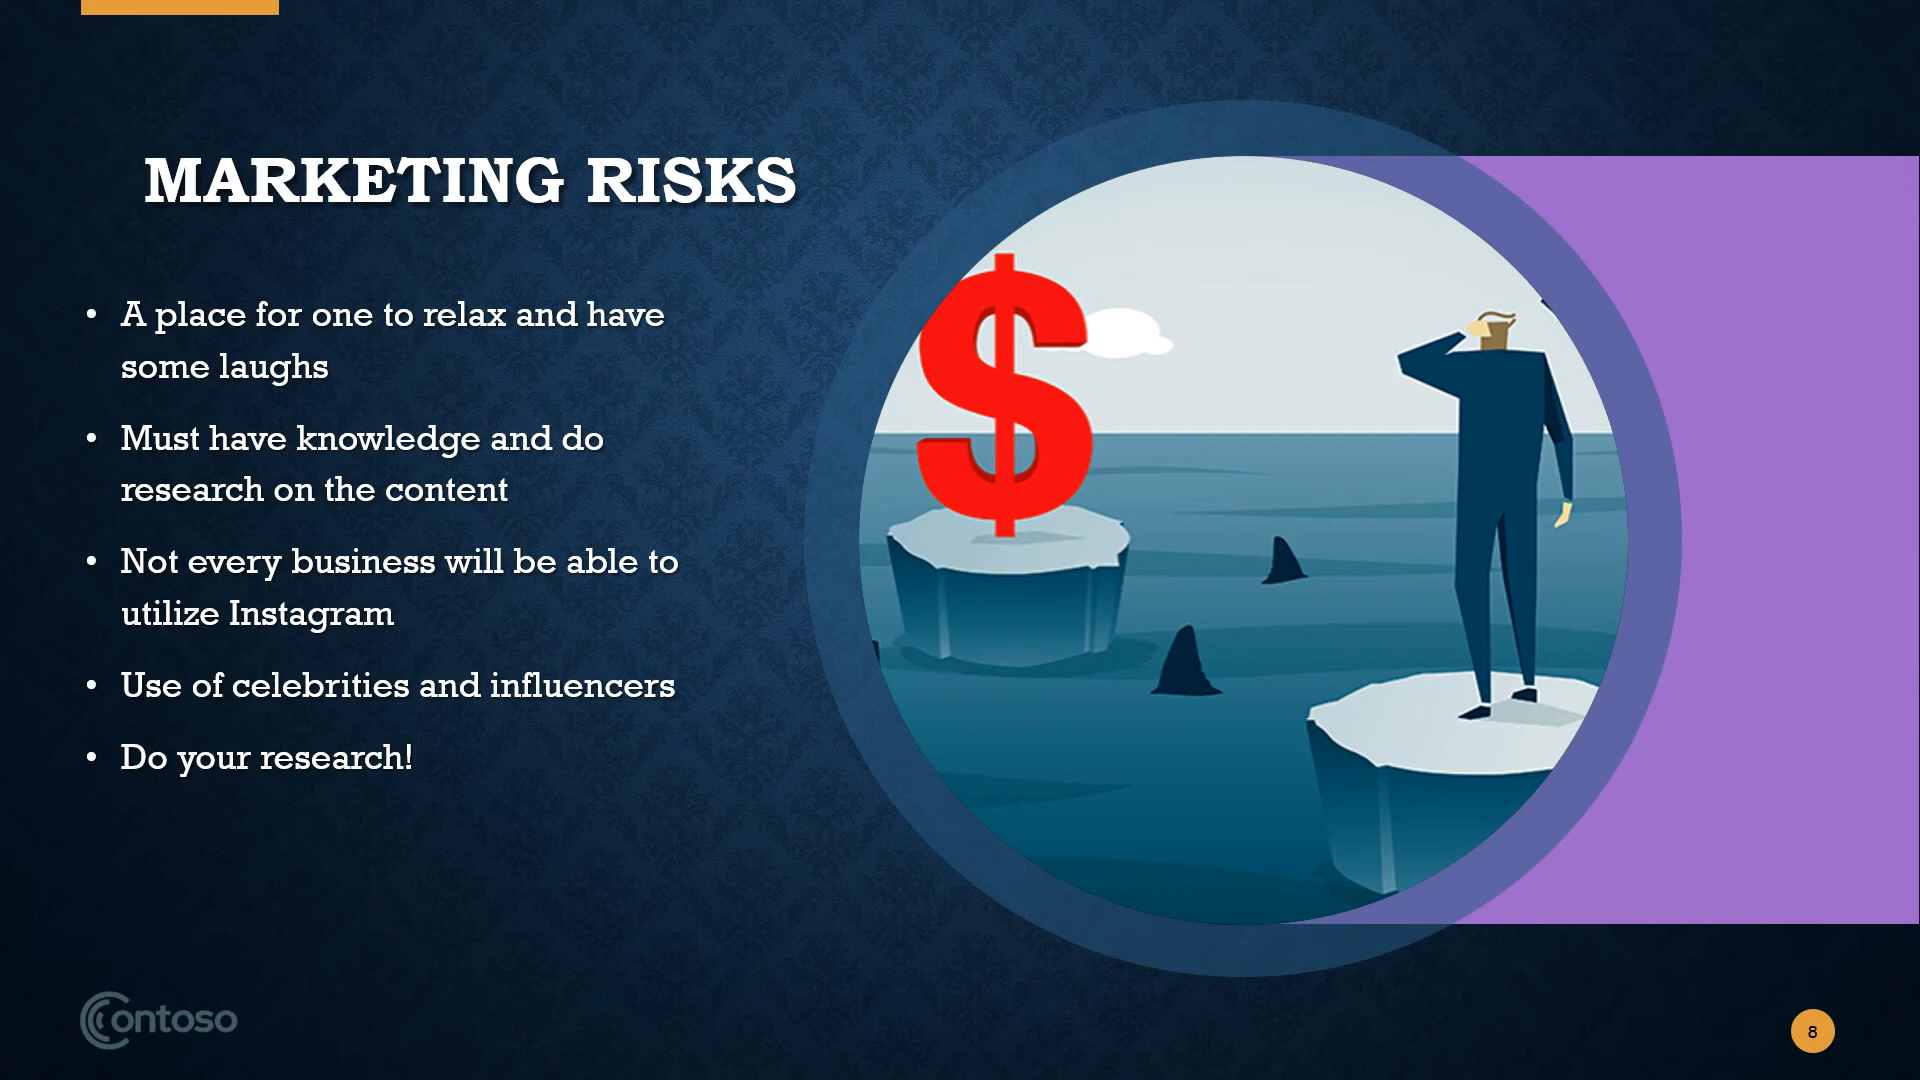 MARKETING RISKS
• A place for one to relax and have
some laughs
• Must have knowledge and do
research on the content
• Not every business will be able to
utilize Instagram
• Use of celebrities and influencers
• Do your research!
$
Contoso
8